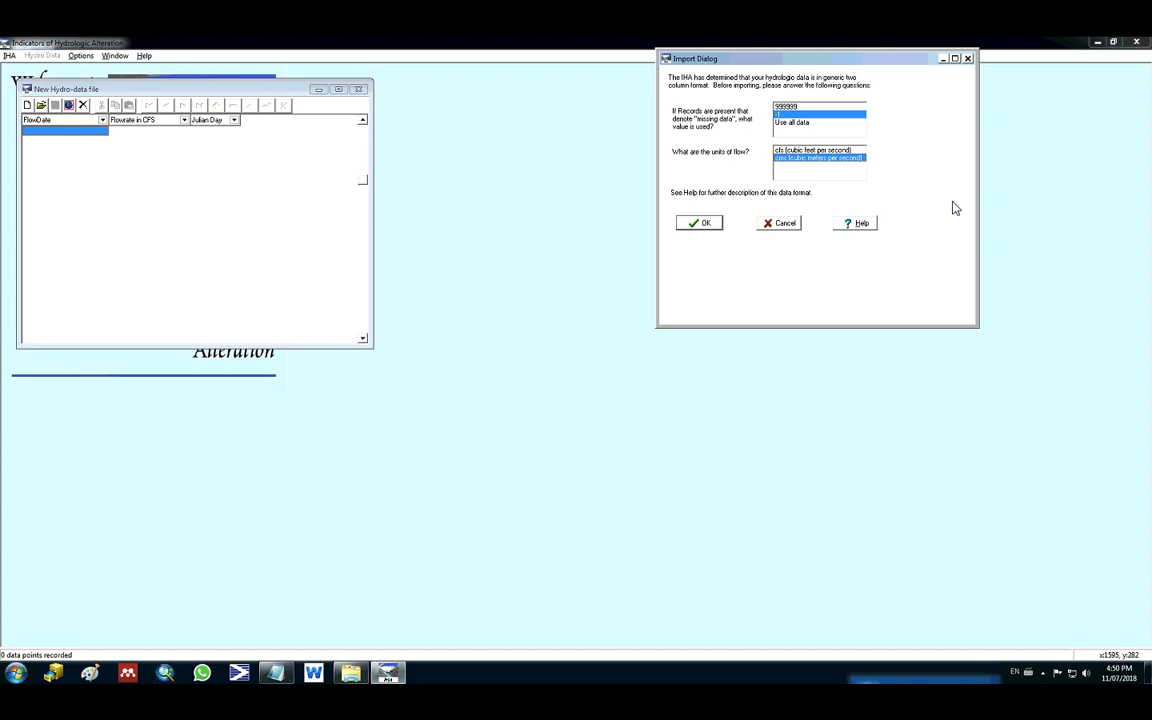 Indicators of Hydrologic Alteration
IHA Hydro Data Options Window Help
New Hydro-data file
FlowDate Flowrate in CFS Julian Day
Alteration
Import Dialog
The IHA has determined that your hydrologic data is in generic two
column format. Before importing, please answer the following questions:
If Records are present that
denote "missing data", what
value is used?
999999
-1
Use all data
What are the units of flow?
cfs (cubic feet per second)
cms (cubic meters per second)
See Help for further description of this data format.
OK Cancel ? Help
0 data points recorded
x:1595, y:282
W
IHA
EN
4:50 PM
11/07/2018